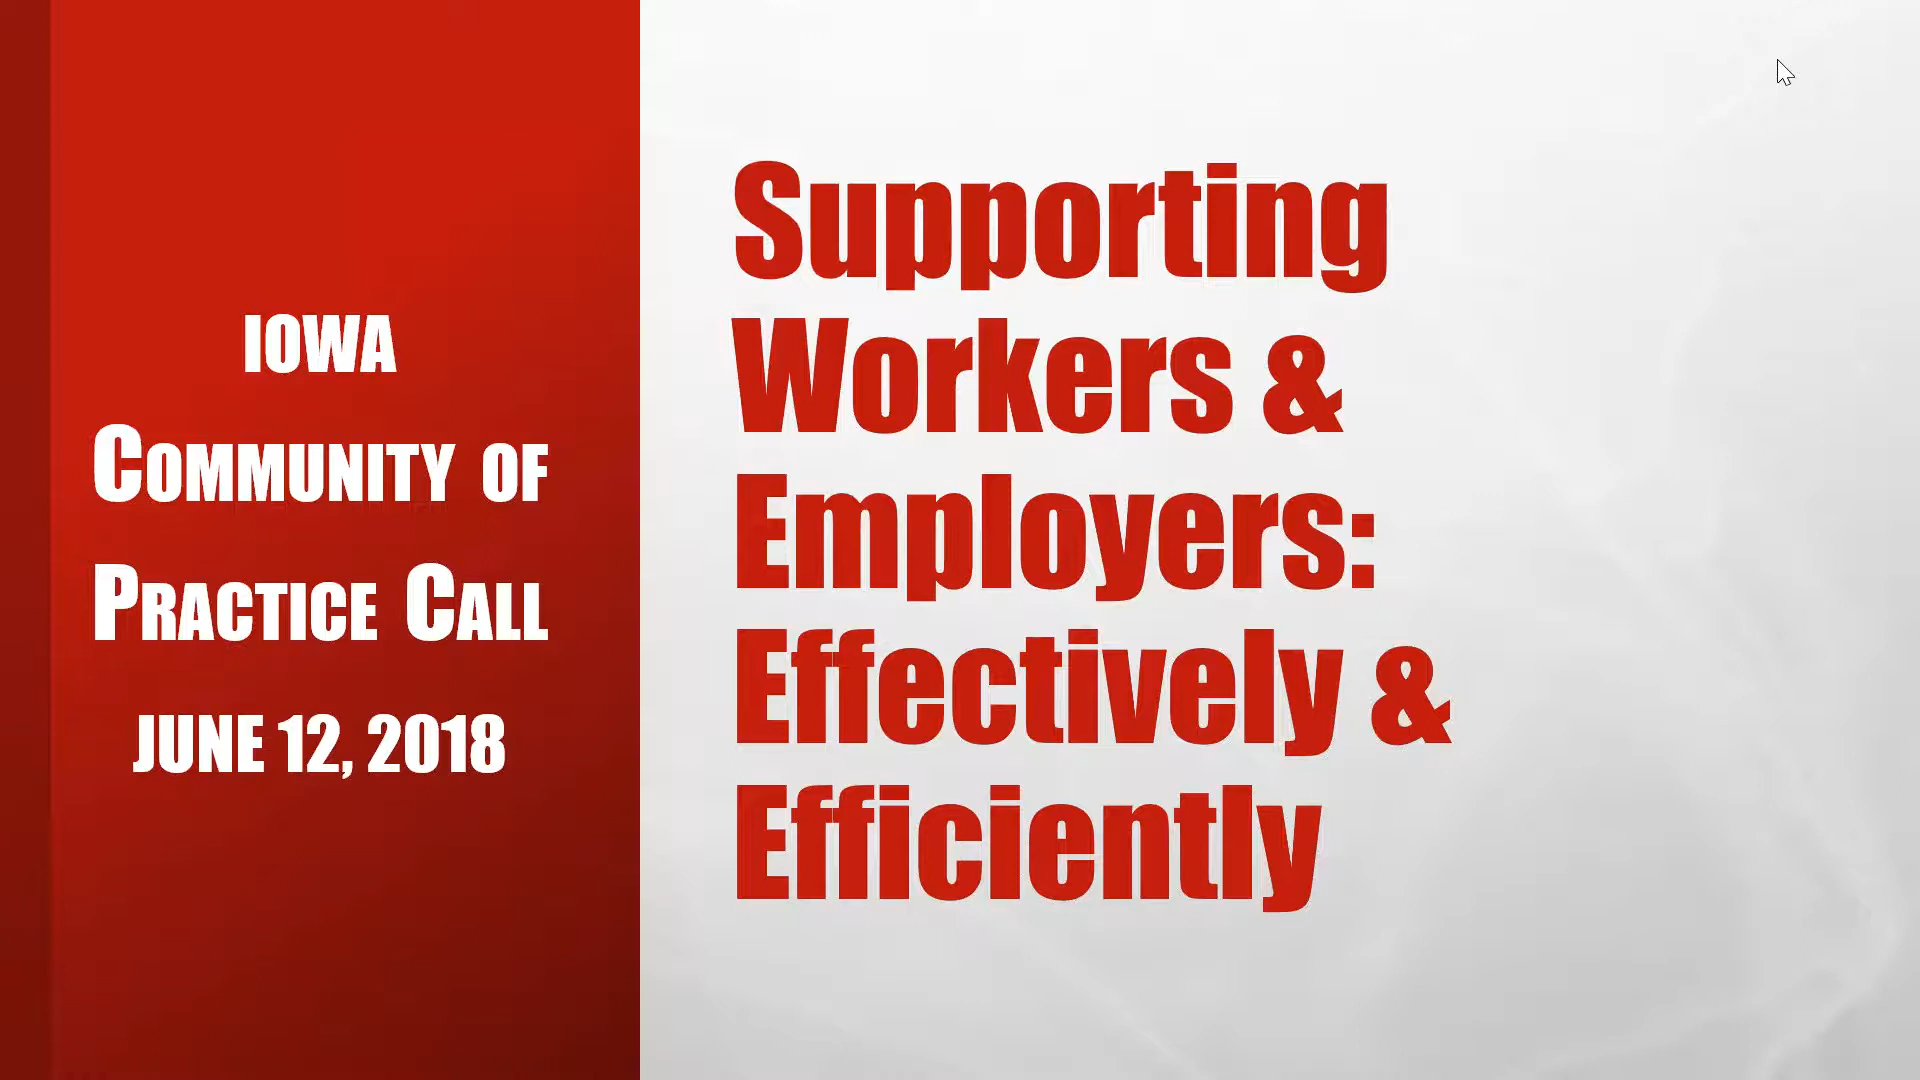 IOWA
COMMUNITY OF
PRACTICE CALL
JUNE 12, 2018
Supporting
Workers &
Employers:
Effectively &
Efficiently